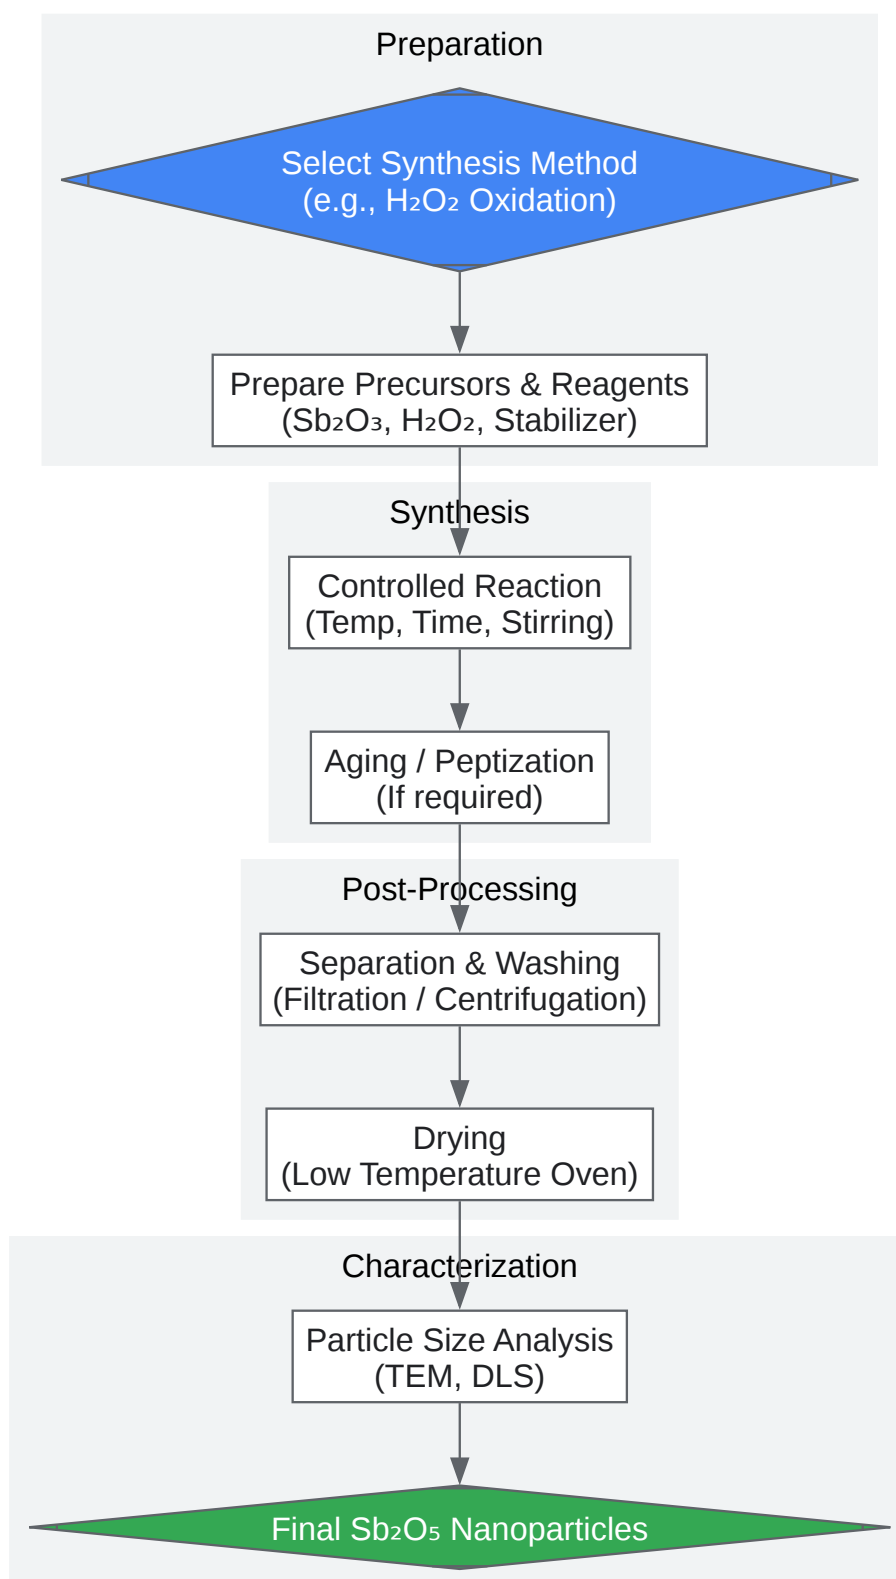 Preparation
Select Synthesis Method
(e.g., H₂O₂ Oxidation)
Prepare Precursors & Reagents
(Sb₂O₃, H₂O₂, Stabilizer)
Synthesis
Controlled Reaction
(Temp, Time, Stirring)
Aging / Peptization
(If required)
Post-Processing
Separation & Washing
(Filtration / Centrifugation)
Drying
(Low Temperature Oven)
Characterization
Particle Size Analysis
(TEM, DLS)
Final Sb₂O₅ Nanoparticles